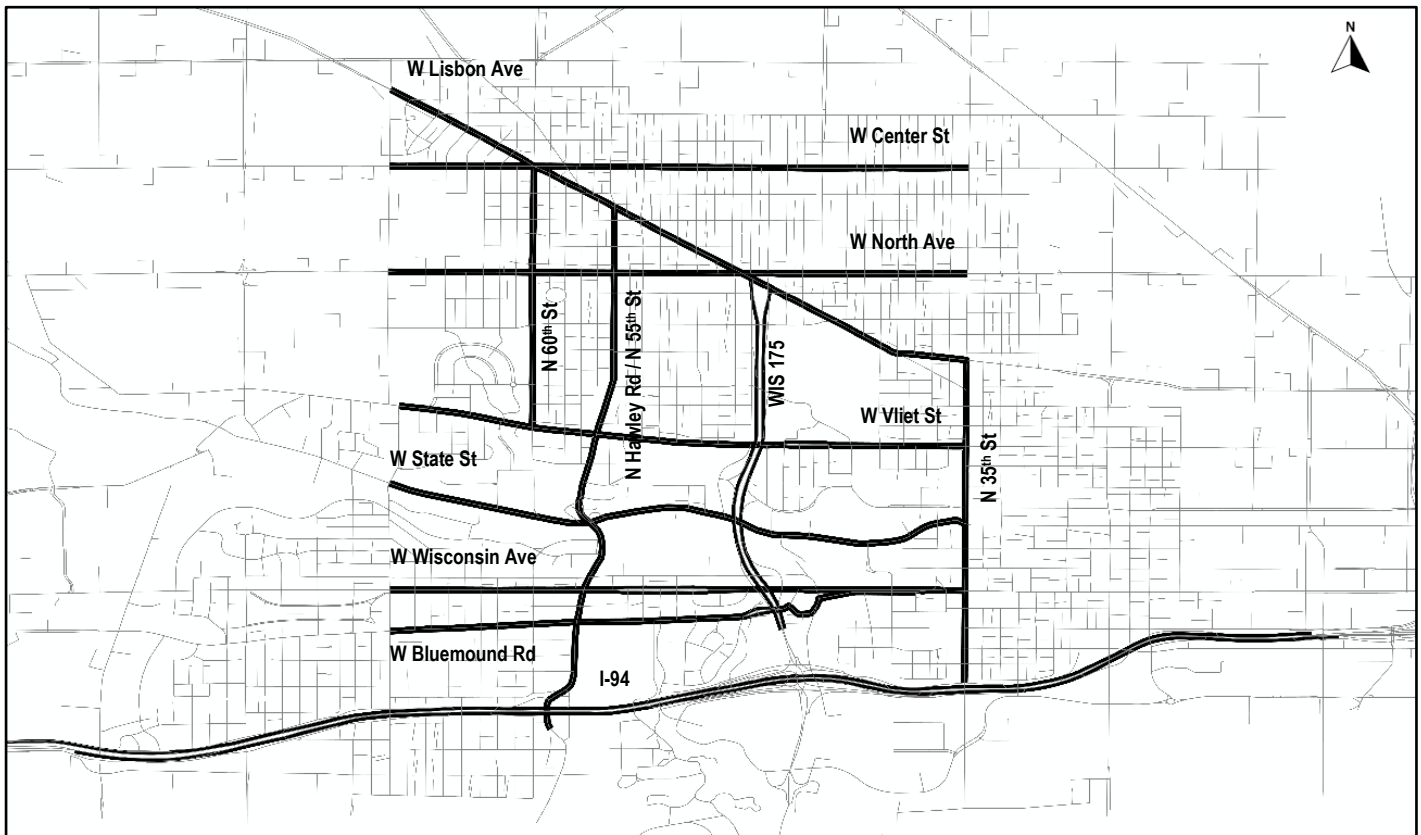 N
W Lisbon Ave
W Center St
W North Ave
N 60th St
N Hawley Rd / N 55th St
WIS 175
W Vliet St
W State St
N 35th St
W Wisconsin Ave
W Bluemound Rd
I-94